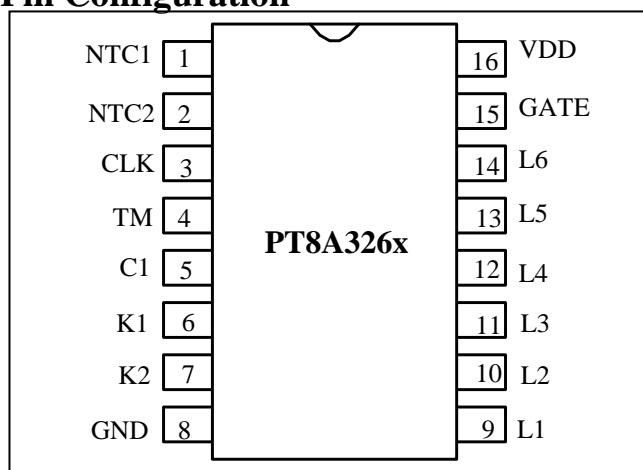 Pin Configuration
NTC1 1
NTC2 2
CLK 3
TM 4
C1 5
K1 6
K2 7
GND 8
PT8A326x
16 VDD
15 GATE
14 L6
13 L5
12 L4
11 L3
10 L2
9 L1